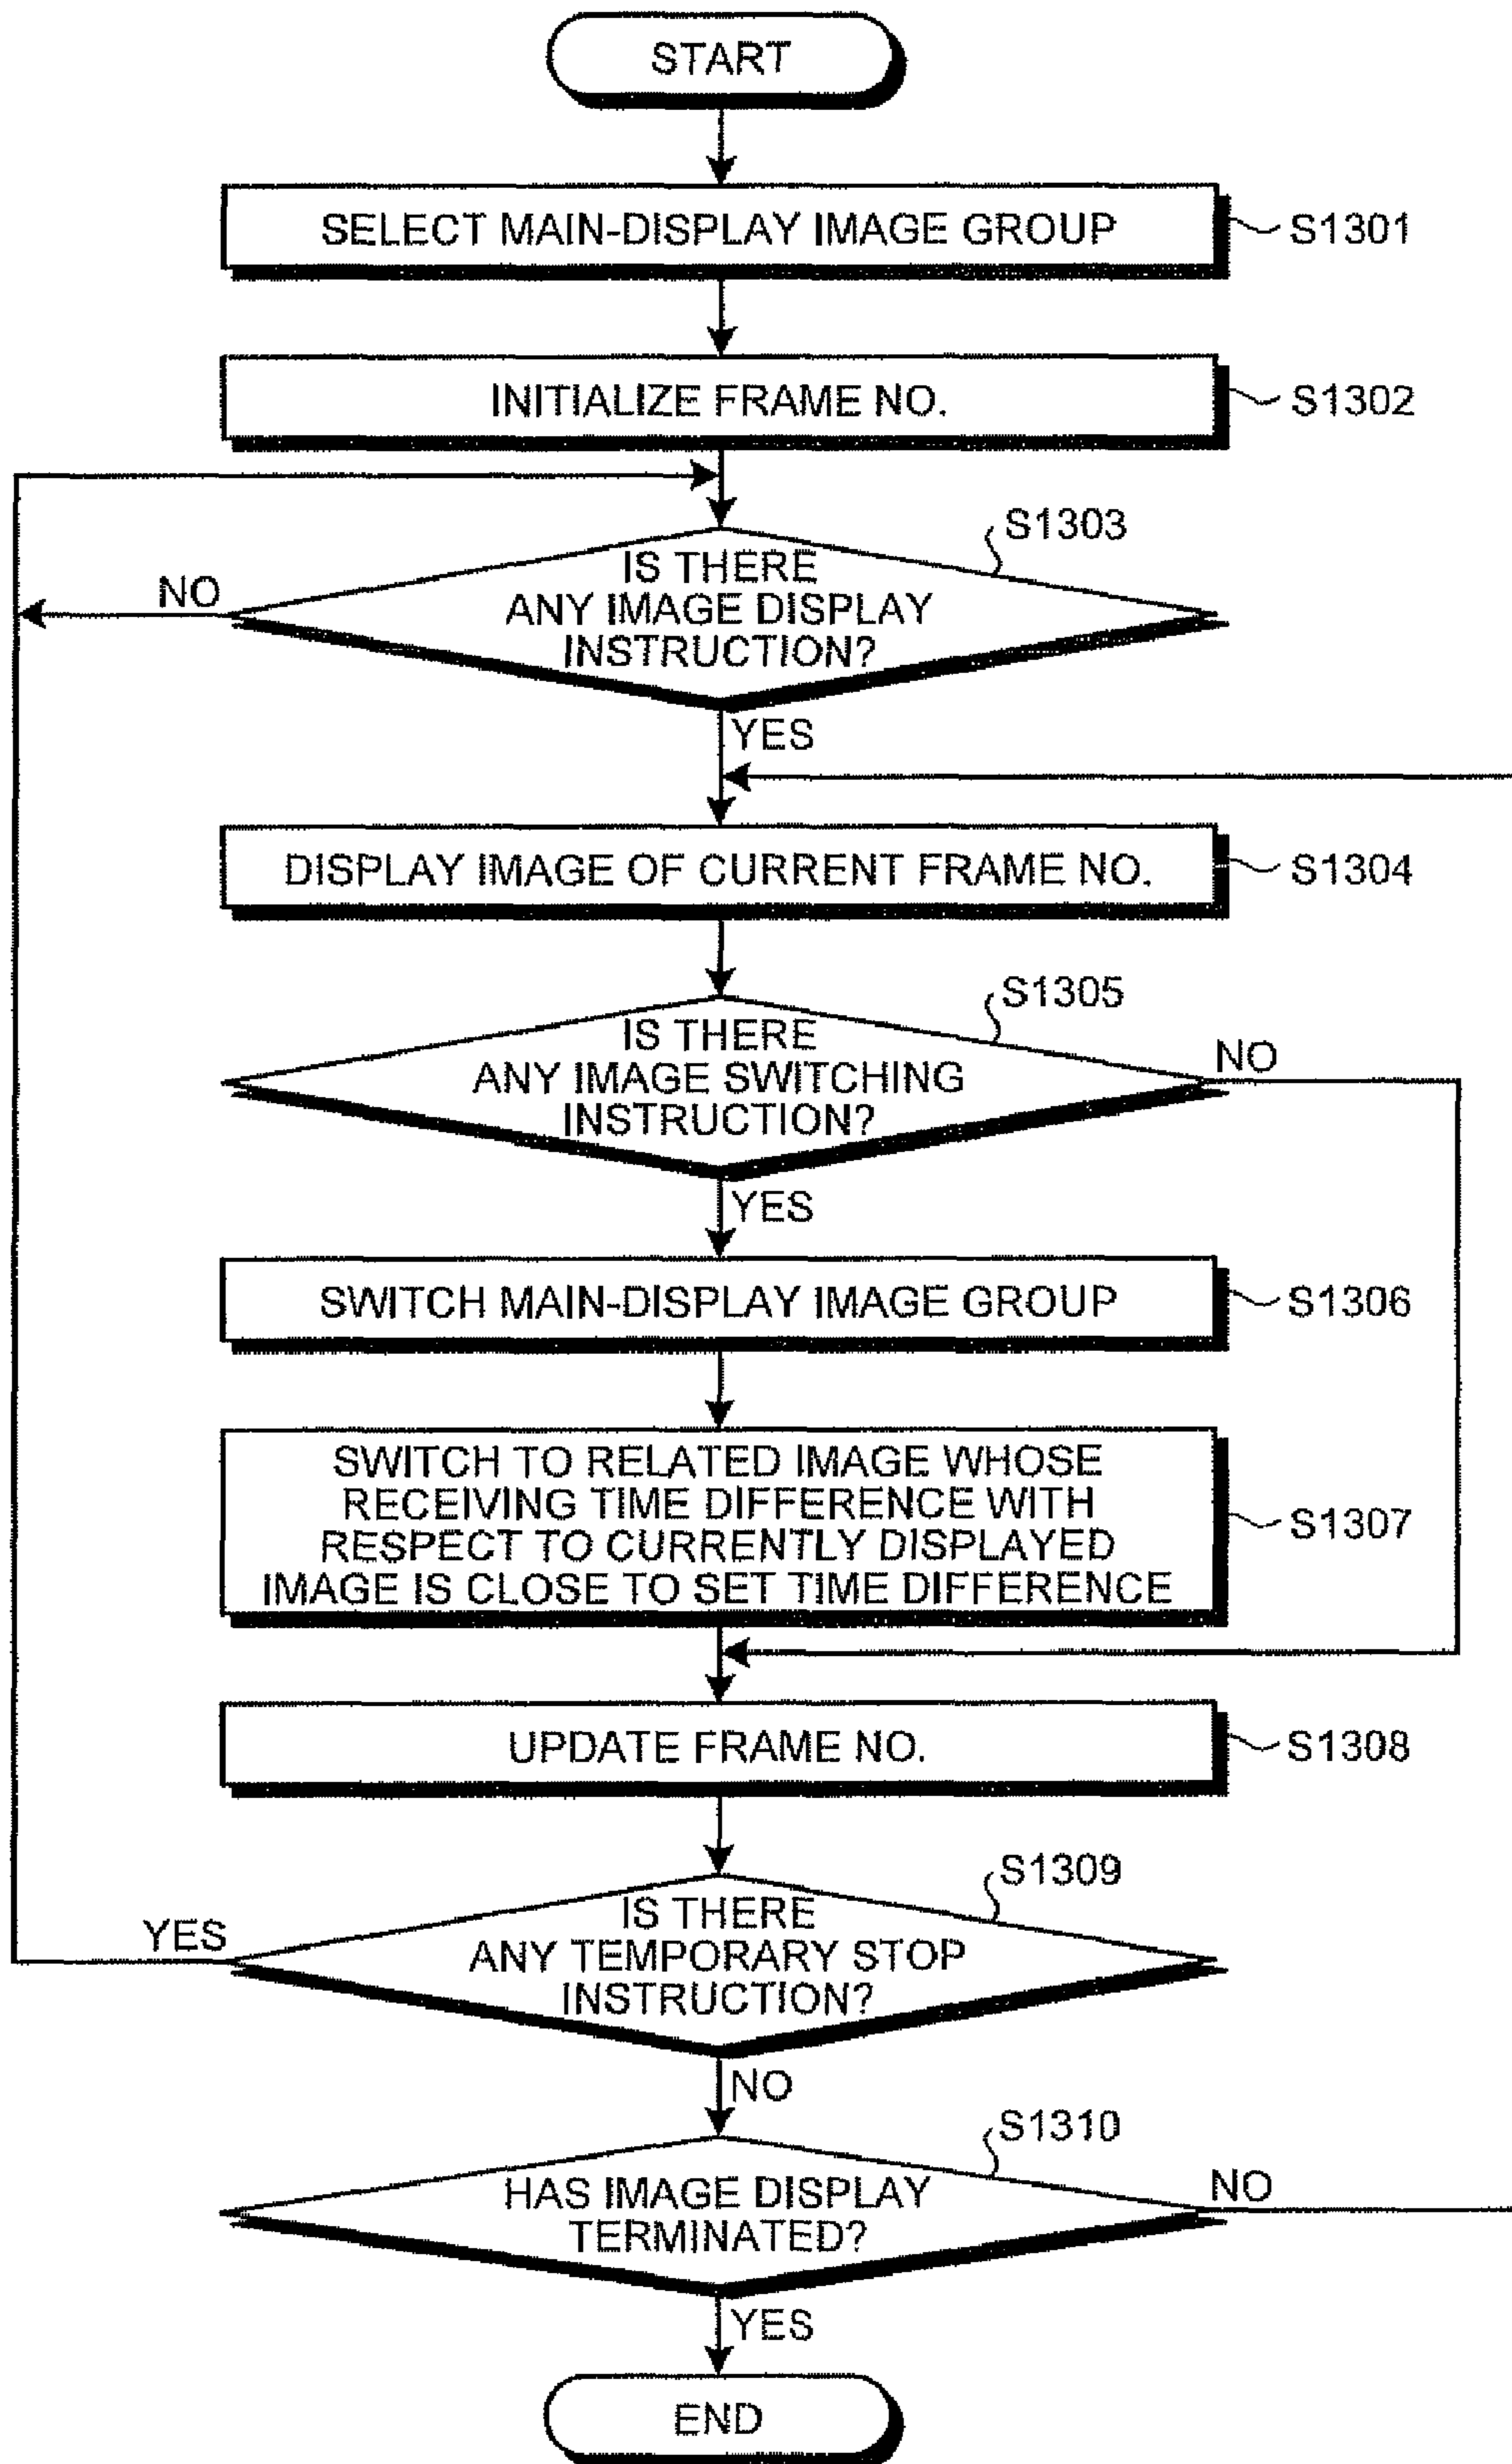 START
SELECT MAIN-DISPLAY IMAGE GROUP
S1301
INITIALIZE FRAME NO.
S1302
S1303
IS THERE
ANY IMAGE DISPLAY
INSTRUCTION?
NO
YES
DISPLAY IMAGE OF CURRENT FRAME NO.
S1304
S1305
IS THERE
ANY IMAGE SWITCHING
INSTRUCTION?
NO
YES
SWITCH MAIN-DISPLAY IMAGE GROUP
S1306
SWITCH TO RELATED IMAGE WHOSE
RECEIVING TIME DIFFERENCE WITH
RESPECT TO CURRENTLY DISPLAYED
IMAGE IS CLOSE TO SET TIME DIFFERENCE
S1307
UPDATE FRAME NO.
S1308
S1309
IS THERE
ANY TEMPORARY STOP
INSTRUCTION?
YES
NO
S1310
HAS IMAGE DISPLAY
TERMINATED?
NO
YES
END